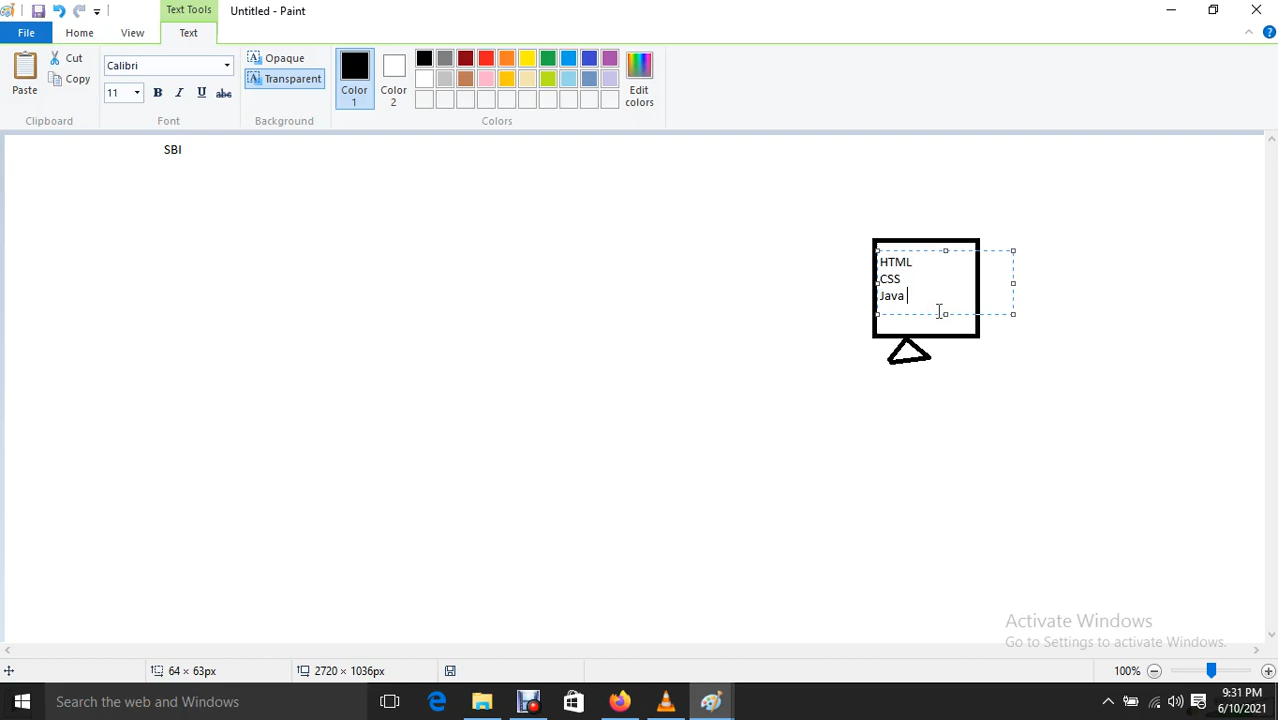 Text Tools
Untitled - Paint
File
Home
View
Text
Paste
Cut
Copy
Clipboard
Calibri
11
B I U abc
Font
A Opaque
A Transparent
Background
Color 1
Color 2
Edit colors
Colors
SBI
HTML
CSS
Java
Activate Windows
Go to Settings to activate Windows.
64 × 63px
2720 × 1036px
100%
Search the web and Windows
9:31 PM
6/10/2021